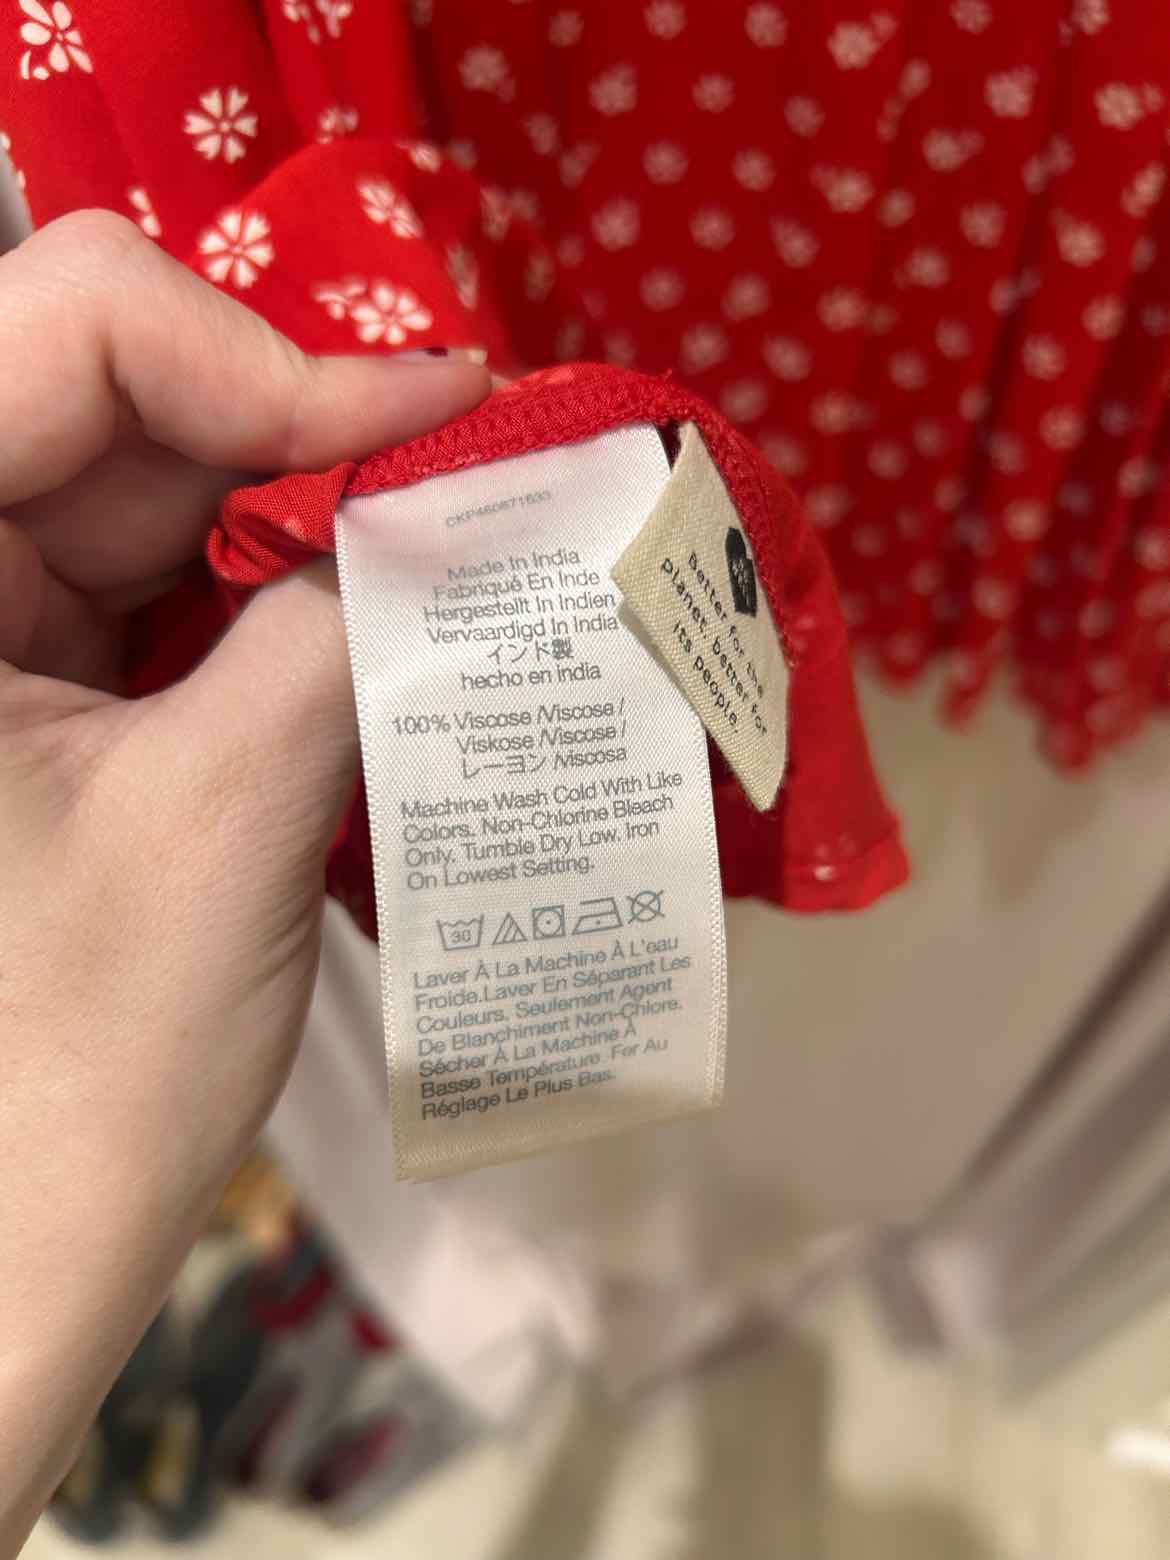 CKP460671633
Made In India
Fabriqué En Inde
Hergestellt In Indien
Vervaardigd In India
インド製
hecho en india
100% Viscose /Viscose /
Viskose /Viscose /
レーヨン /viscosa
Machine Wash Cold With Like
Colors. Non-Chlorine Bleach
Only. Tumble Dry Low. Iron
On Lowest Setting.
30
Laver À La Machine À L'eau
Froide.Laver En Séparant Les
Couleurs. Seulement Agent
De Blanchiment Non-Chlore.
Sécher À La Machine À
Basse Température. Fer Au
Réglage Le Plus Bas.
Better for the
planet, better for
its people.